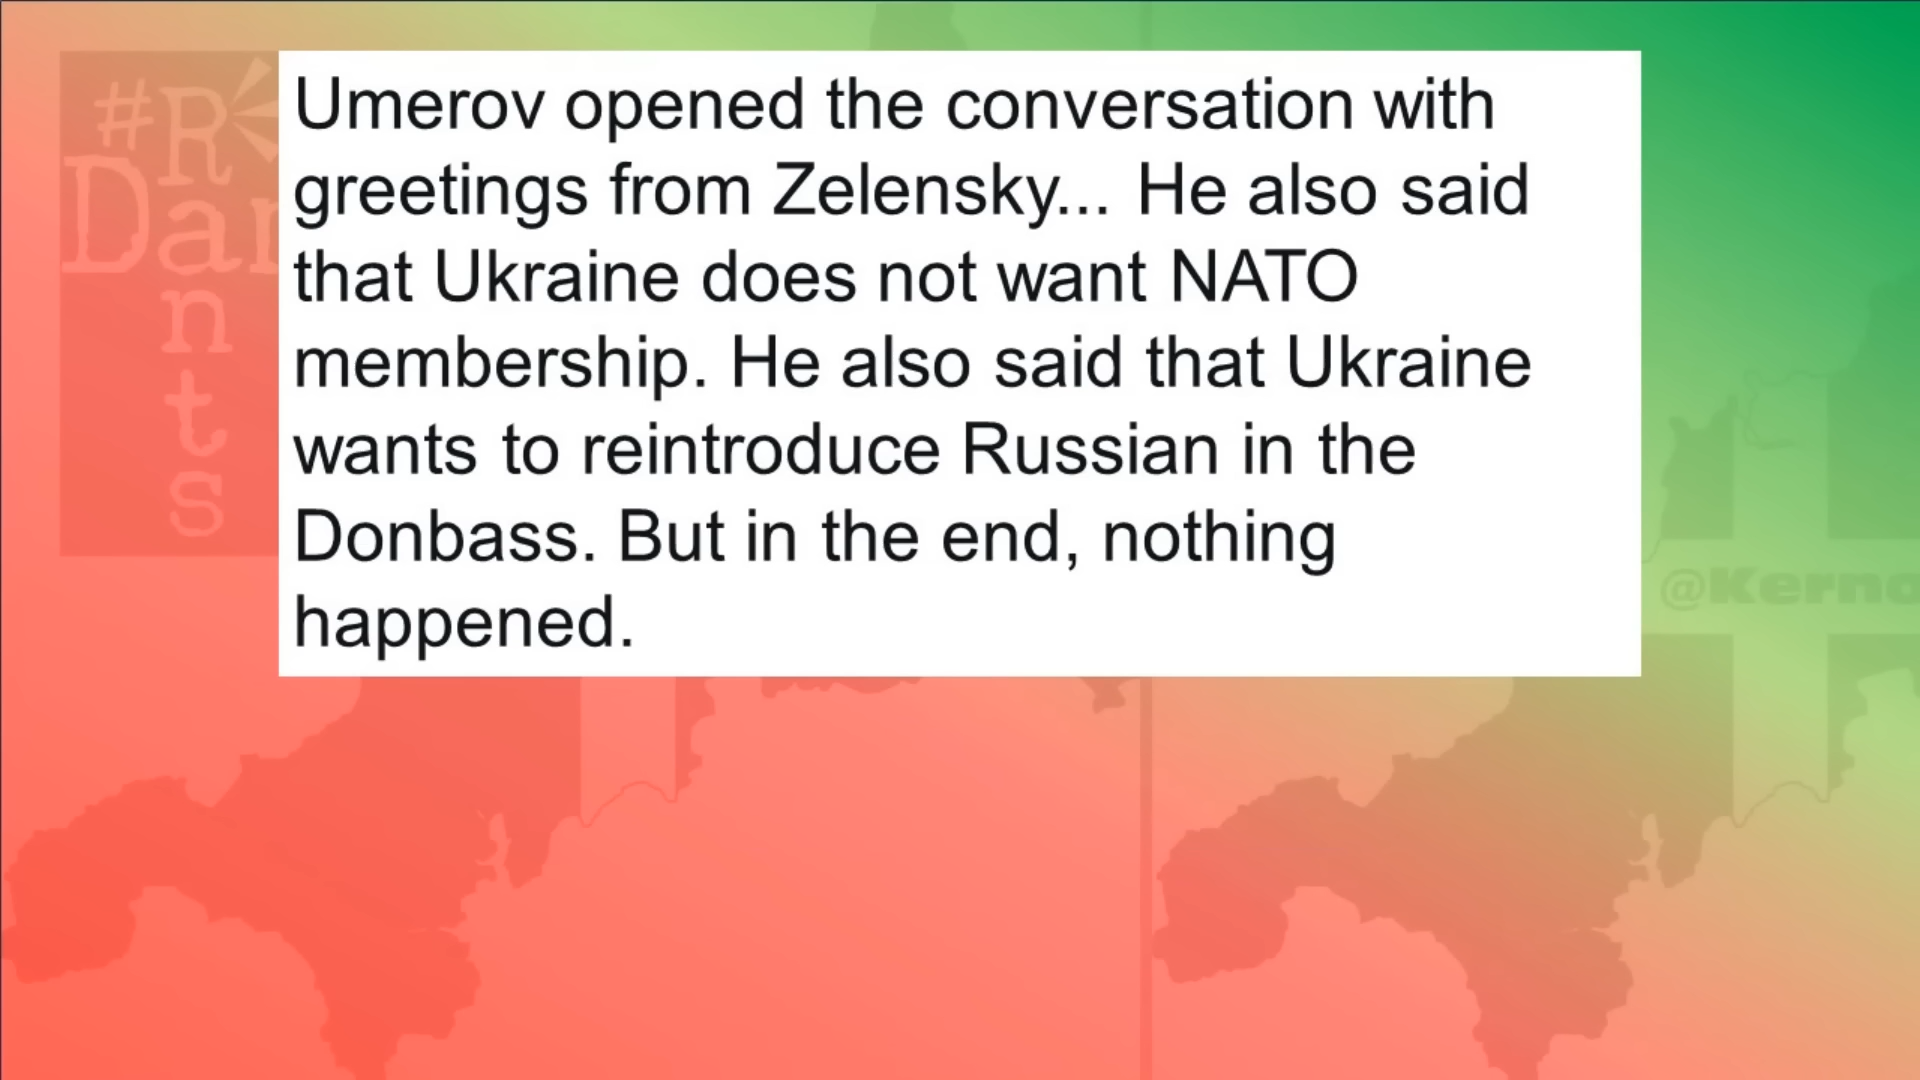 #R
Dan
n
t
s
Umerov opened the conversation with
greetings from Zelensky... He also said
that Ukraine does not want NATO
membership. He also said that Ukraine
wants to reintroduce Russian in the
Donbass. But in the end, nothing
happened.